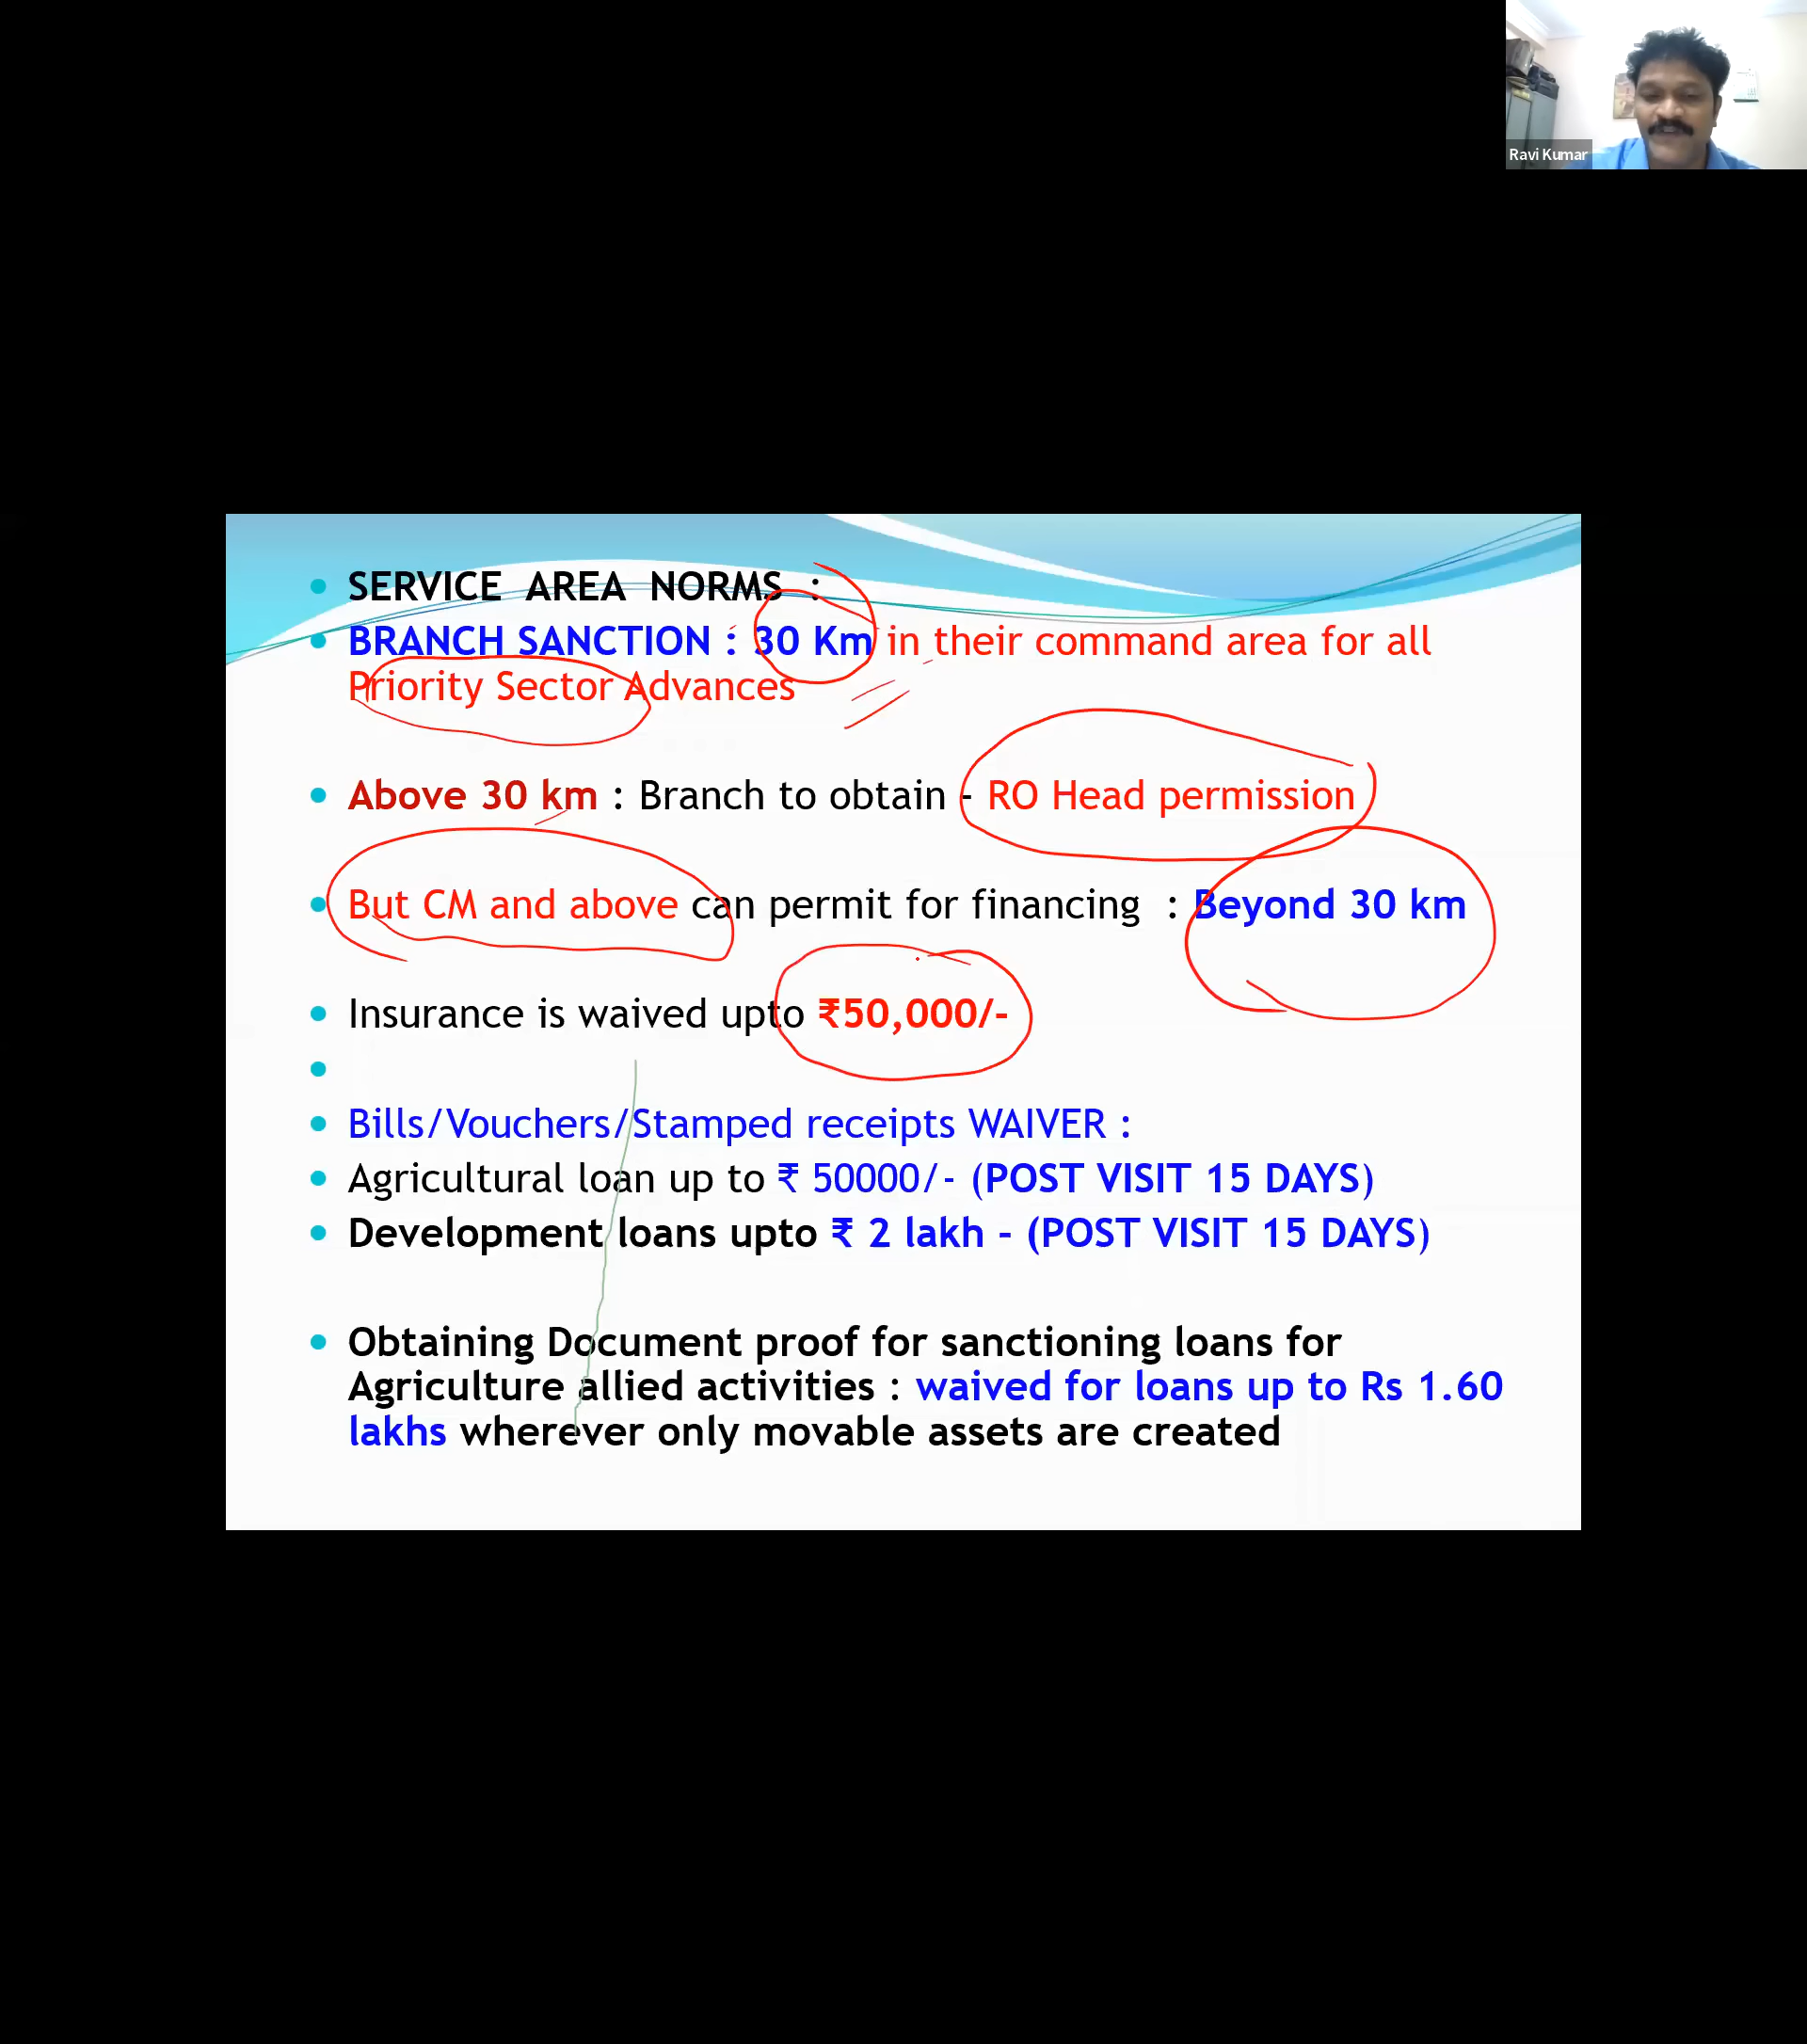 Ravi Kumar
SERVICE AREA NORMS :
BRANCH SANCTION : 30 Km in their command area for all
Priority Sector Advances
Above 30 km : Branch to obtain - RO Head permission
But CM and above can permit for financing : Beyond 30 km
Insurance is waived upto ₹50,000/-
Bills/Vouchers/Stamped receipts WAIVER :
Agricultural loan up to ₹ 50000/- (POST VISIT 15 DAYS)
Development loans upto ₹ 2 lakh - (POST VISIT 15 DAYS)
Obtaining Document proof for sanctioning loans for
Agriculture allied activities : waived for loans up to Rs 1.60
lakhs wherever only movable assets are created